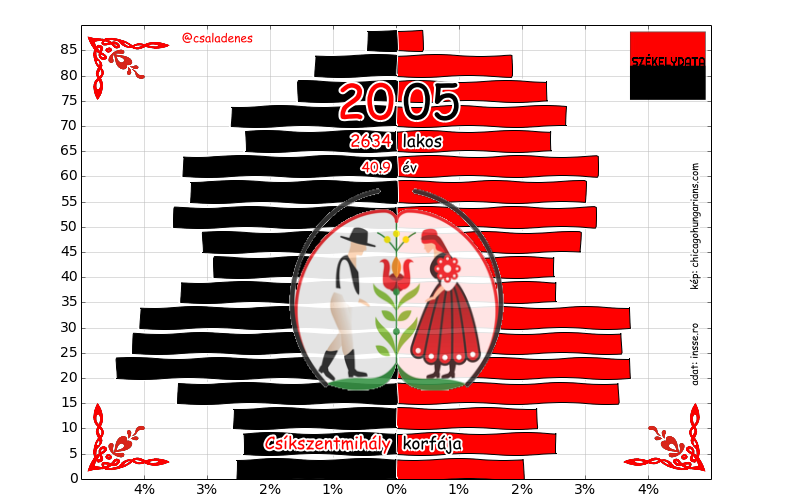 @csaladenes
SZÉKELYDATA
2005
2634 lakos
40.9 év
kép: chicagohungarians.com
adat: insse.ro
Csíkszentmihály korfája
85
80
75
70
65
60
55
50
45
40
35
30
25
20
15
10
5
0
4% 3% 2% 1% 0% 1% 2% 3% 4%